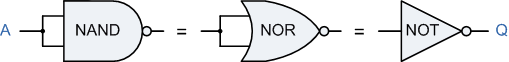 A NAND = NOR = NOT Q